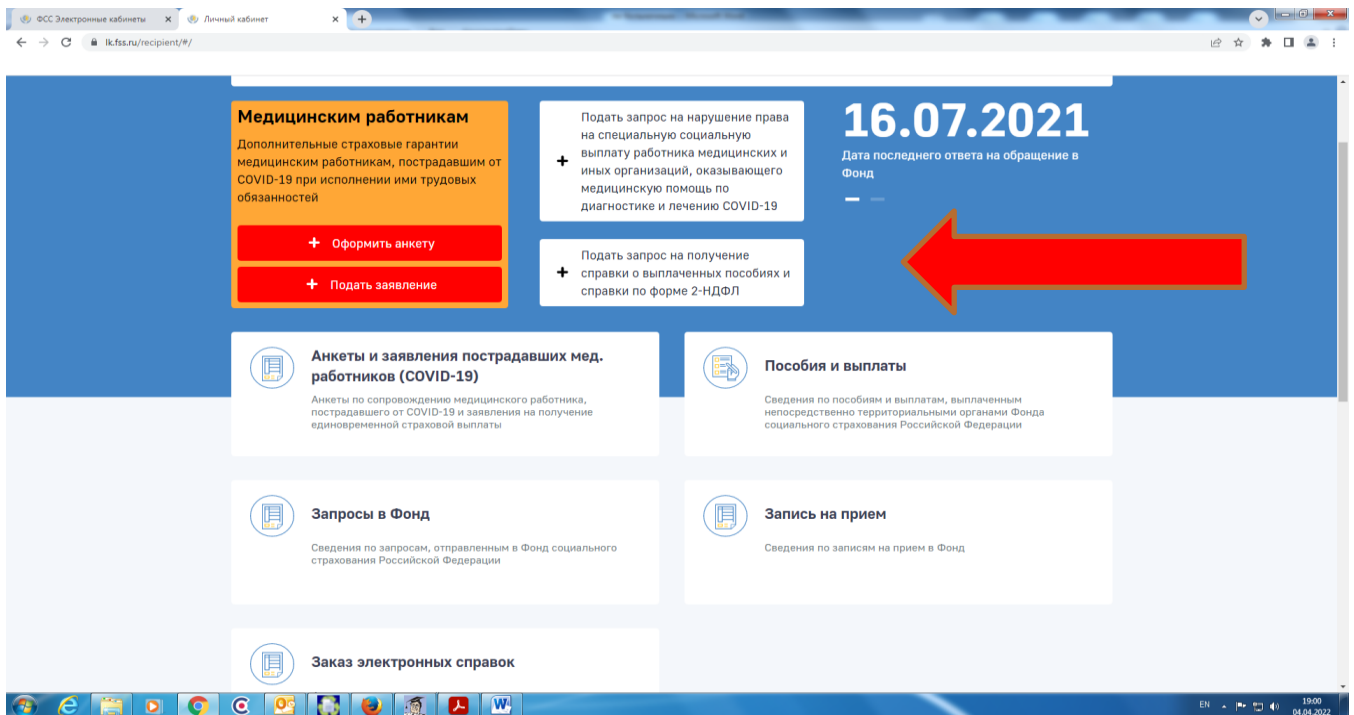 ФСС Электронные кабинеты
Личный кабинет
lk.fss.ru/recipient/#/
Медицинским работникам
Дополнительные страховые гарантии
медицинским работникам, пострадавшим от
COVID-19 при исполнении ими трудовых
обязанностей
+ Оформить анкету
+ Подать заявление
Подать запрос на нарушение права
на специальную социальную
+ выплату работника медицинских и
иных организаций, оказывающего
медицинскую помощь по
диагностике и лечению COVID-19
Подать запрос на получение
+ справки о выплаченных пособиях и
справки по форме 2-НДФЛ
16.07.2021
Дата последнего ответа на обращение в
Фонд
Анкеты и заявления пострадавших мед.
работников (COVID-19)
Анкеты по сопровождению медицинского работника,
пострадавшего от COVID-19 и заявления на получение
единовременной страховой выплаты
Пособия и выплаты
Сведения по пособиям и выплатам, выплаченным
непосредственно территориальными органами Фонда
социального страхования Российской Федерации
Запросы в Фонд
Сведения по запросам, отправленным в Фонд социального
страхования Российской Федерации
Запись на прием
Сведения по записям на прием в Фонд
Заказ электронных справок
EN
19:00
04.04.2022